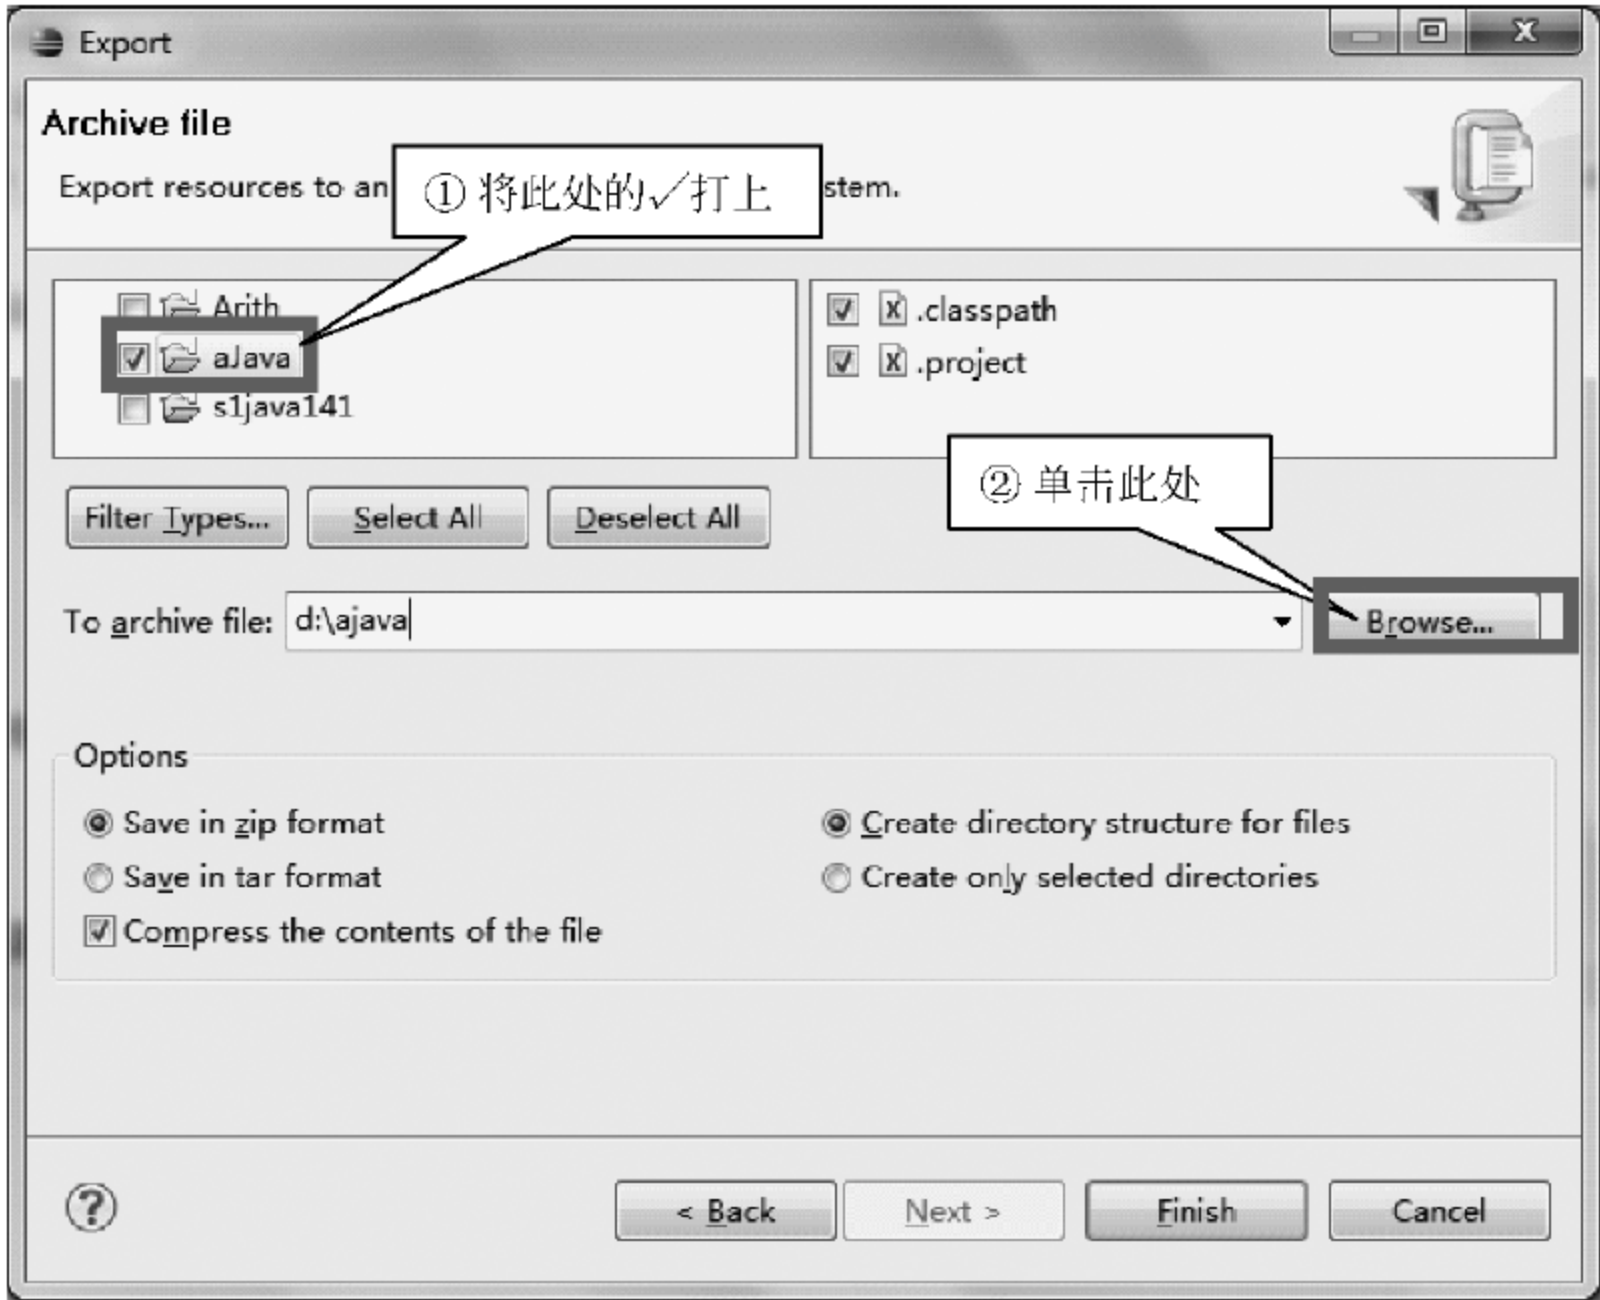 Export
Archive file
Export resources to an
stem.
① 将此处的✓打上
Arith
aJava
s1java141
.classpath
.project
② 单击此处
Filter Types...
Select All
Deselect All
To archive file:
d:\ajava
Browse...
Options
Save in zip format
Create directory structure for files
Save in tar format
Create only selected directories
Compress the contents of the file
?
< Back
Next >
Finish
Cancel